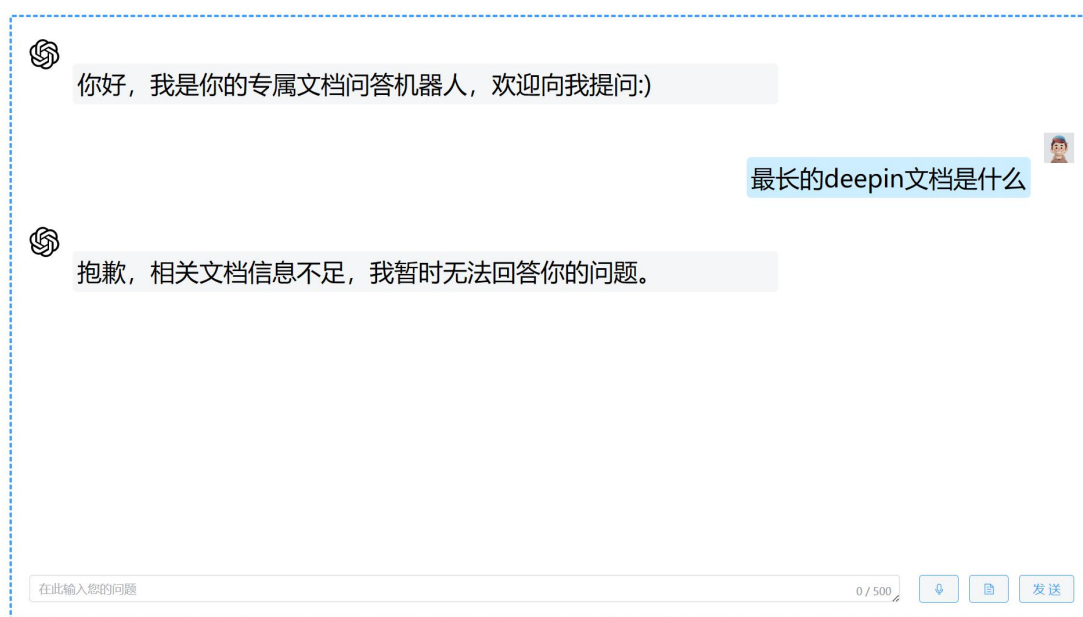 你好，我是你的专属文档问答机器人，欢迎向我提问:)
最长的deepin文档是什么
抱歉，相关文档信息不足，我暂时无法回答你的问题。
在此输入您的问题
0 / 500
发 送